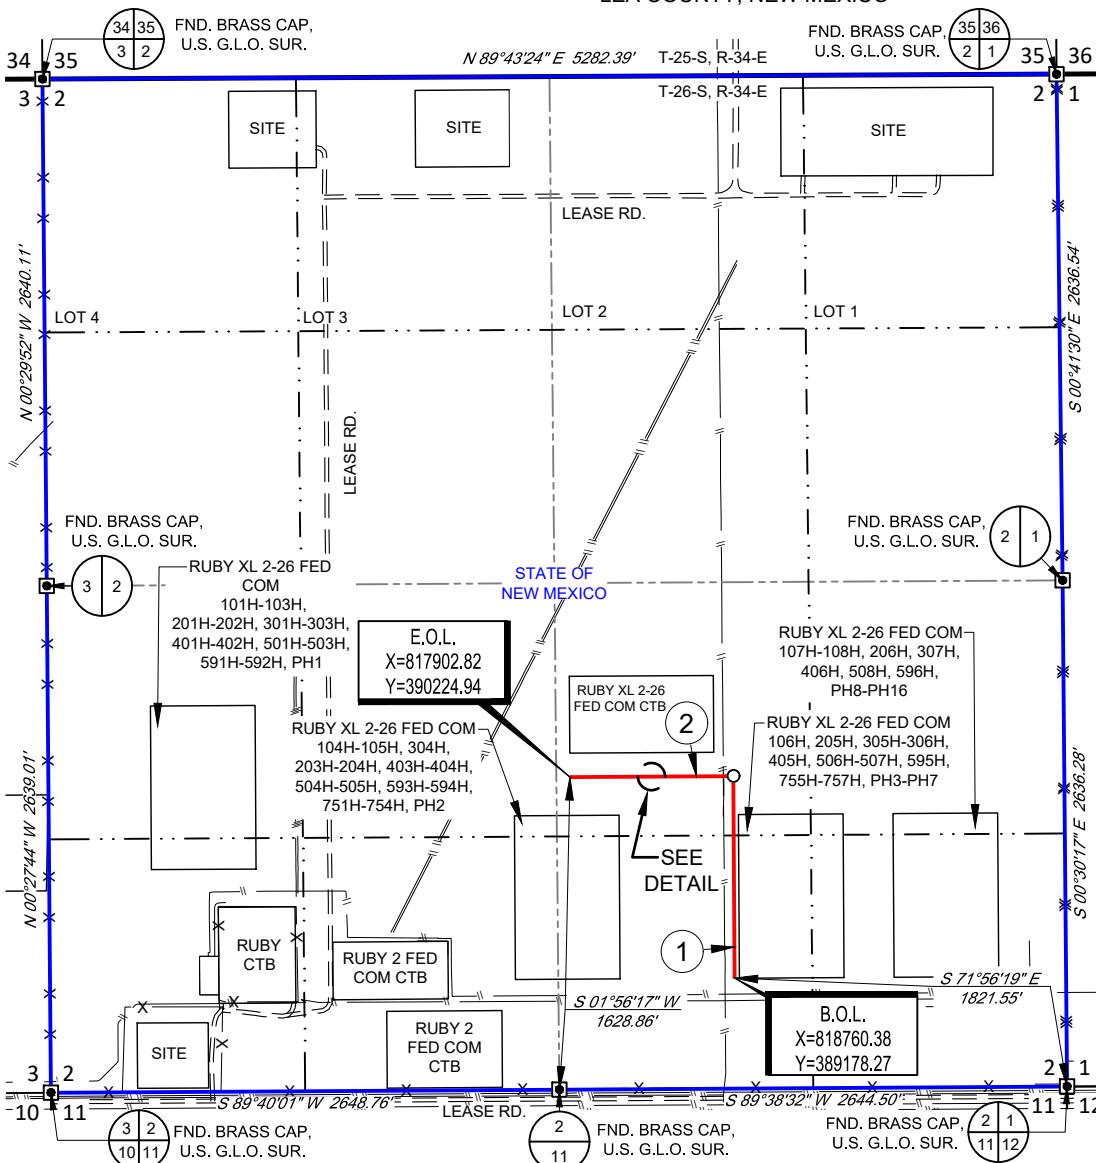 LEA COUNTY, NEW MEXICO
34 35
3 2
FND. BRASS CAP,
U.S. G.L.O. SUR.
FND. BRASS CAP,
U.S. G.L.O. SUR.
35 36
2 1
34 35
3 2
N 89°43'24" E 5282.39'
T-25-S, R-34-E
T-26-S, R-34-E
35 36
2 1
SITE
SITE
SITE
LEASE RD.
N 00°29'52" W 2640.11'
S 00°41'30" E 2636.54'
LOT 4
LOT 3
LOT 2
LOT 1
LEASE RD.
FND. BRASS CAP,
U.S. G.L.O. SUR.
3 2
FND. BRASS CAP,
U.S. G.L.O. SUR.
2 1
STATE OF
NEW MEXICO
RUBY XL 2-26 FED
COM
101H-103H,
201H-202H, 301H-303H,
401H-402H, 501H-503H,
591H-592H, PH1
E.O.L.
X=817902.82
Y=390224.94
RUBY XL 2-26 FED COM
107H-108H, 206H, 307H,
406H, 508H, 596H,
PH8-PH16
RUBY XL 2-26
FED COM CTB
2
RUBY XL 2-26 FED COM
104H-105H, 304H,
203H-204H, 403H-404H,
504H-505H, 593H-594H,
751H-754H, PH2
RUBY XL 2-26 FED COM
106H, 205H, 305H-306H,
405H, 506H-507H, 595H,
755H-757H, PH3-PH7
SEE
DETAIL
N 00°27'44" W 2639.01'
S 00°30'17" E 2636.28'
RUBY
CTB
RUBY 2 FED
COM CTB
1
S 71°56'19" E
1821.55'
S 01°56'17" W
1628.86'
B.O.L.
X=818760.38
Y=389178.27
SITE
RUBY 2
FED COM
CTB
3 2
10 11
2 1
11 12
S 89°40'01" W 2648.76'
LEASE RD.
S 89°38'32" W 2644.50'
3 2
10 11
FND. BRASS CAP,
U.S. G.L.O. SUR.
2
11
FND. BRASS CAP,
U.S. G.L.O. SUR.
FND. BRASS CAP,
U.S. G.L.O. SUR.
2 1
11 12